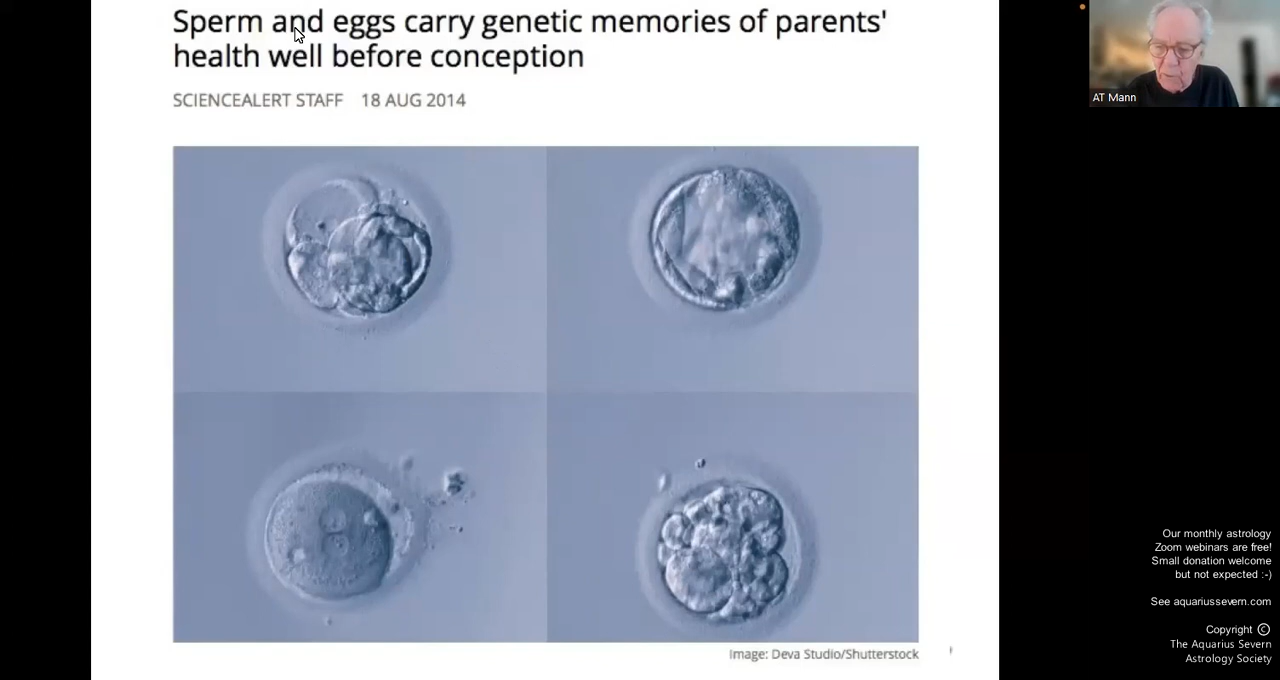 Sperm and eggs carry genetic memories of parents'
health well before conception
SCIENCEALERT STAFF 18 AUG 2014
Image: Deva Studio/Shutterstock
AT Mann
Our monthly astrology
Zoom webinars are free!
Small donation welcome
but not expected :-)
See aquariussevern.com
Copyright ©
The Aquarius Severn
Astrology Society